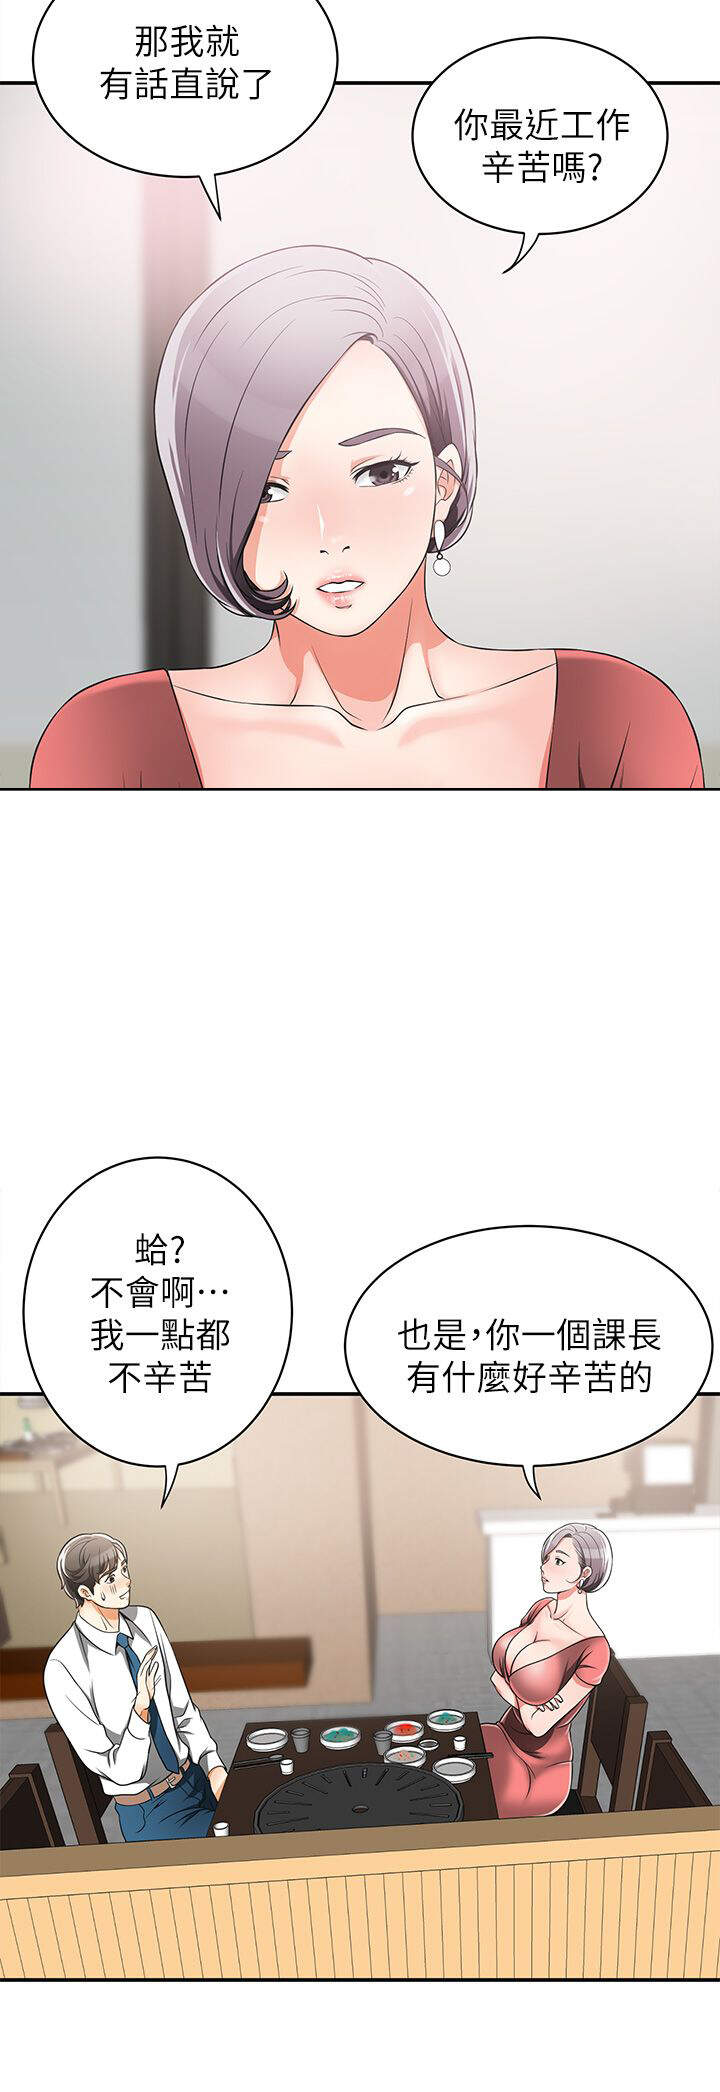 那我就
有話直說了
你最近工作
辛苦嗎?
蛤?
不會啊…
我一點都
不辛苦
也是,你一個課長
有什麼好辛苦的